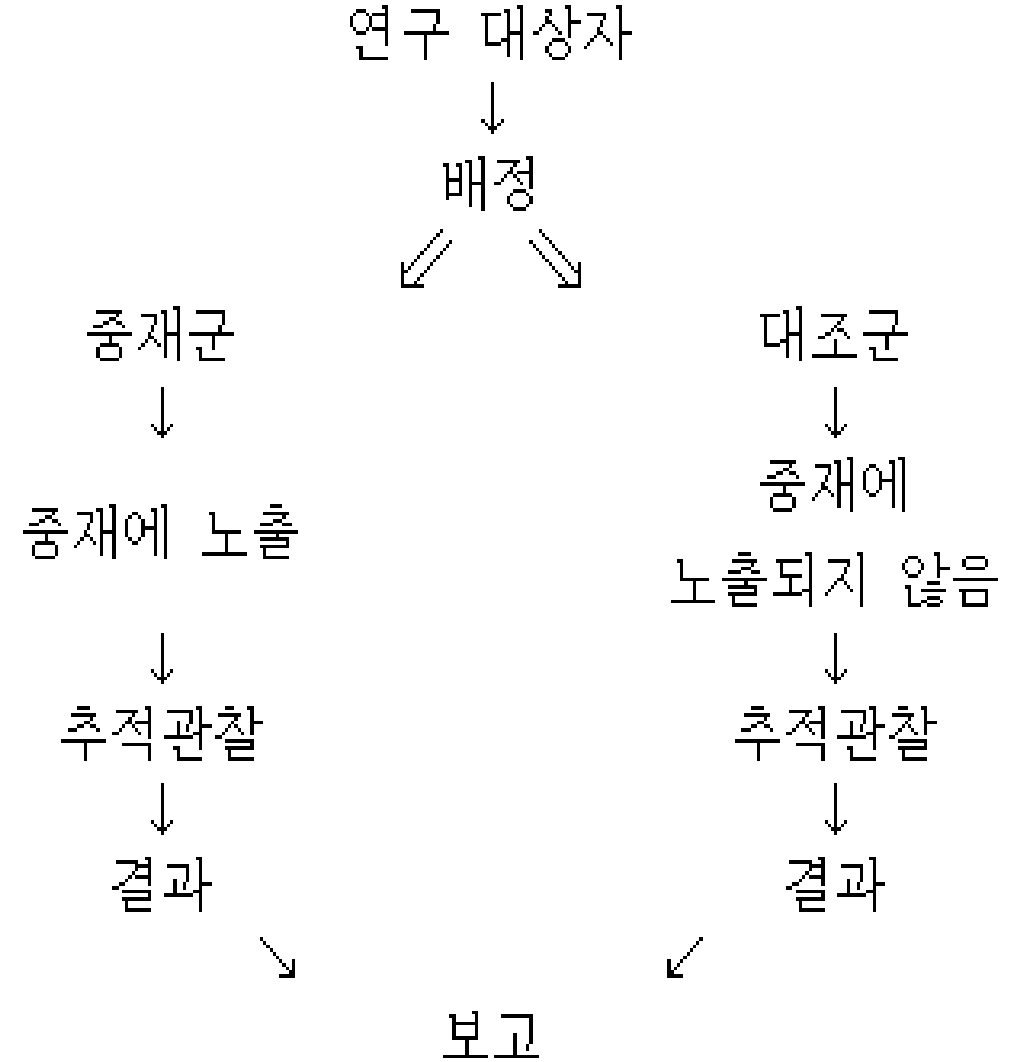 연구 대상자
배정
중재군
대조군
중재에 노출
중재에
노출되지 않음
추적관찰
추적관찰
결과
결과
보고